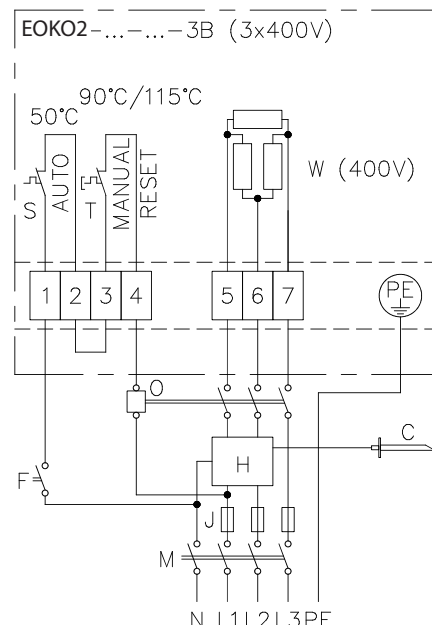 EOKO2-...-...-3B (3x400V)
90°C/115°C
50°C
W (400V)
S
AUTO
T
MANUAL
RESET
1 2 3 4 5 6 7 PE
O
H
C
F
J
M
N L1 L2 L3 PE